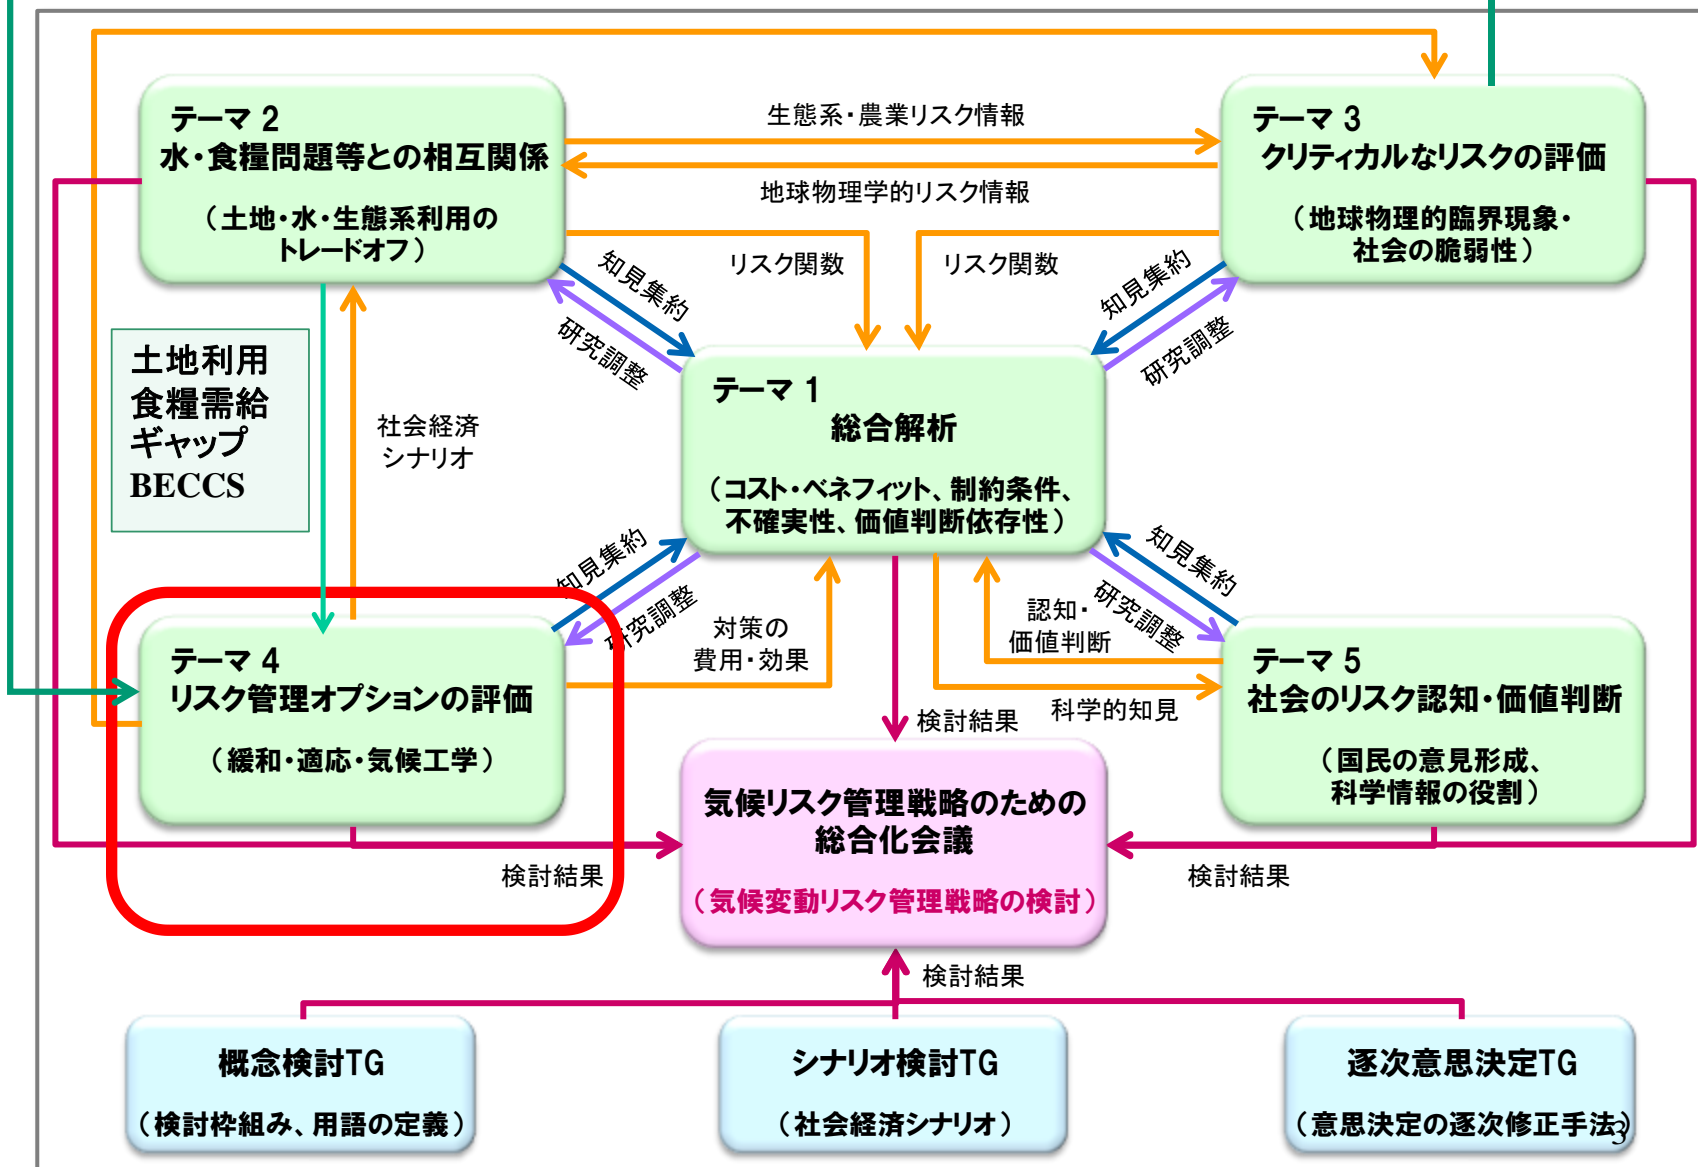 テーマ 2
水・食糧問題等との相互関係
（土地・水・生態系利用の
トレードオフ）
生態系・農業リスク情報
地球物理学的リスク情報
テーマ 3
クリティカルなリスクの評価
（地球物理的臨界現象・
社会の脆弱性）
リスク関数
リスク関数
知見集約
研究調整
知見集約
研究調整
土地利用
食糧需給
ギャップ
BECCS
社会経済
シナリオ
テーマ 1
総合解析
（コスト・ベネフィット、制約条件、
不確実性、価値判断依存性）
知見集約
研究調整
対策の
費用・効果
認知・
価値判断
知見集約
研究調整
科学的知見
検討結果
テーマ 4
リスク管理オプションの評価
（緩和・適応・気候工学）
テーマ 5
社会のリスク認知・価値判断
（国民の意見形成、
科学情報の役割）
検討結果
気候リスク管理戦略のための
総合化会議
（気候変動リスク管理戦略の検討）
検討結果
検討結果
概念検討TG
（検討枠組み、用語の定義）
シナリオ検討TG
（社会経済シナリオ）
逐次意思決定TG
（意思決定の逐次修正手法）
3